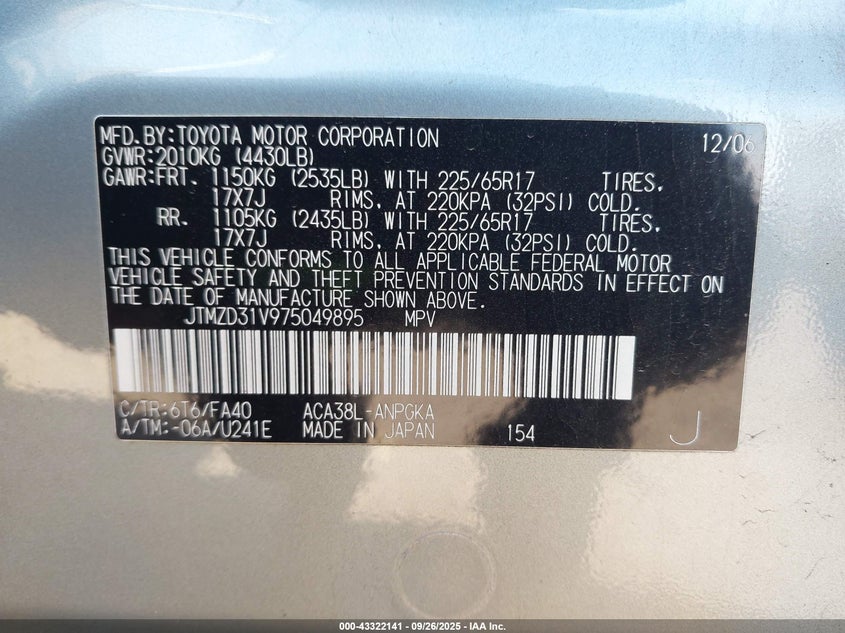 MFD.BY:TOYOTA MOTOR CORPORATION 12/06
GVWR:2010KG (4430LB)
GAWR:FRT. 1150KG (2535LB) WITH 225/65R17 TIRES,
17X7J RIMS, AT 220KPA (32PSI) COLD.
RR. 1105KG (2435LB) WITH 225/65R17 TIRES,
17X7J RIMS, AT 220KPA (32PSI) COLD.
THIS VEHICLE CONFORMS TO ALL APPLICABLE FEDERAL MOTOR
VEHICLE SAFETY AND THEFT PREVENTION STANDARDS IN EFFECT ON
THE DATE OF MANUFACTURE SHOWN ABOVE.
JTMZD31V975049895 MPV
C/TR:6T6/FA40 ACA38L-ANPGKA
A/TM:-06A/U241E MADE IN JAPAN 154 J
000-43322141 - 09/26/2025 - IAA Inc.